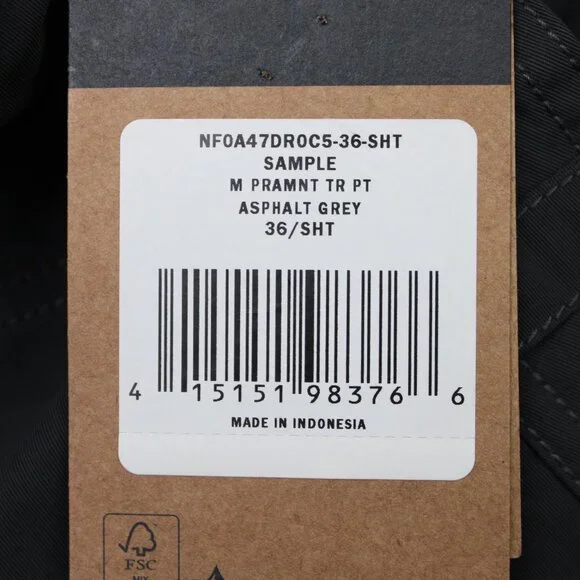 NF0A47DR0C5-36-SHT
SAMPLE
M PRAMNT TR PT
ASPHALT GREY
36/SHT
4 15151 98376 6
MADE IN INDONESIA
FSC
MIX